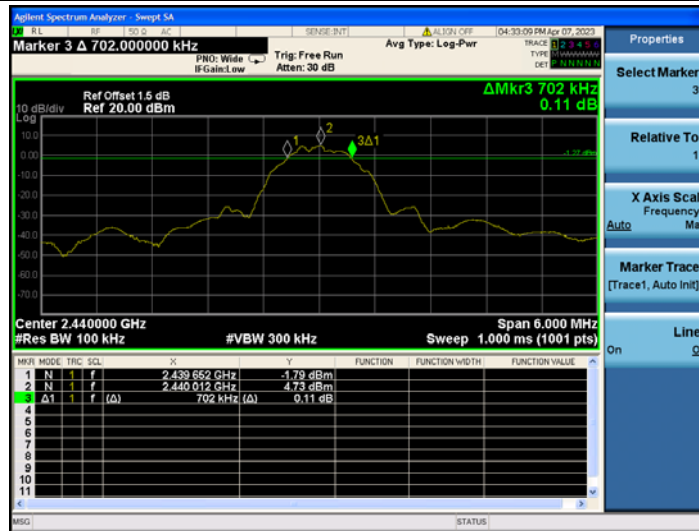 Agilent Spectrum Analyzer - Swept SA
RL RF 50 Ω AC SENSE:INT ALIGN OFF 04:33:09 PM Apr 07, 2023
Marker 3 Δ 702.000000 kHz
PNO: Wide
IFGain:Low
Trig: Free Run
Atten: 30 dB
Avg Type: Log-Pwr
TRACE 1 2 3 4 5 6
TYPE M W W W W W
DET P N N N N N
Ref Offset 1.5 dB
Ref 20.00 dBm
10 dB/div
Log
ΔMkr3 702 kHz
0.11 dB
10.0
0.00
-10.0
-20.0
-30.0
-40.0
-50.0
-60.0
-70.0
1
2
3Δ1
Center 2.440000 GHz
#Res BW 100 kHz
#VBW 300 kHz
Span 6.000 MHz
Sweep 1.000 ms (1001 pts)
MKR MODE TRC SCL X Y FUNCTION FUNCTION WIDTH FUNCTION VALUE
1 N 1 f 2.439 652 GHz -1.79 dBm
2 N 1 f 2.440 012 GHz 4.73 dBm
3 Δ1 1 f (Δ) 702 kHz (Δ) 0.11 dB
4
5
6
7
8
9
10
11
MSG STATUS
Properties
Select Marker
3
Relative To
1
X Axis Scal
Frequency
Auto Ma
Marker Trace
[Trace1, Auto Init]
Line
On O